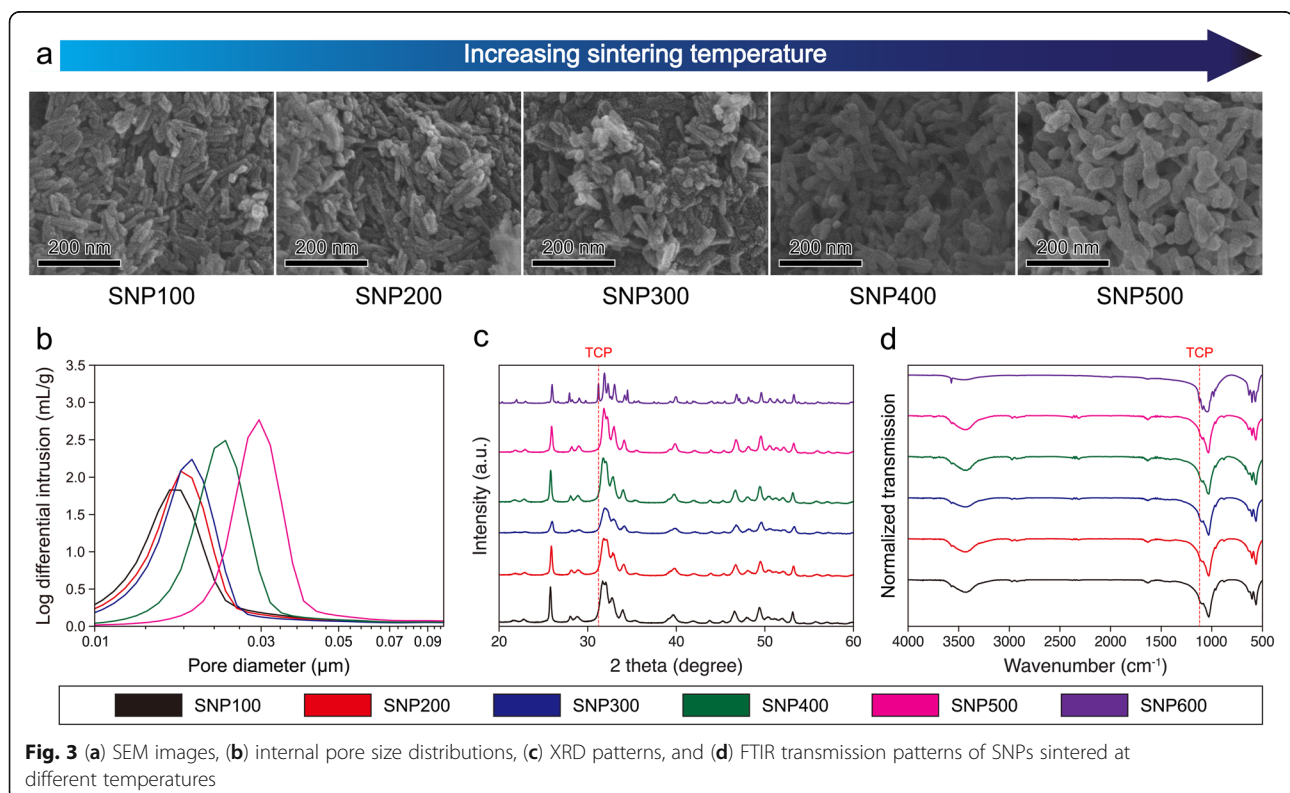 a
Increasing sintering temperature
200 nm
200 nm
200 nm
200 nm
200 nm
SNP100
SNP200
SNP300
SNP400
SNP500
b
Log differential intrusion (mL/g)
3.5
3.0
2.5
2.0
1.5
1.0
0.5
0.0
0.01
0.03
0.05
0.07
0.09
Pore diameter (µm)
c
TCP
Intensity (a.u.)
20
30
40
50
60
2 theta (degree)
d
TCP
Normalized transmission
4000
3500
3000
2500
2000
1500
1000
500
Wavenumber (cm⁻¹)
SNP100
SNP200
SNP300
SNP400
SNP500
SNP600
Fig. 3 (a) SEM images, (b) internal pore size distributions, (c) XRD patterns, and (d) FTIR transmission patterns of SNPs sintered at
different temperatures